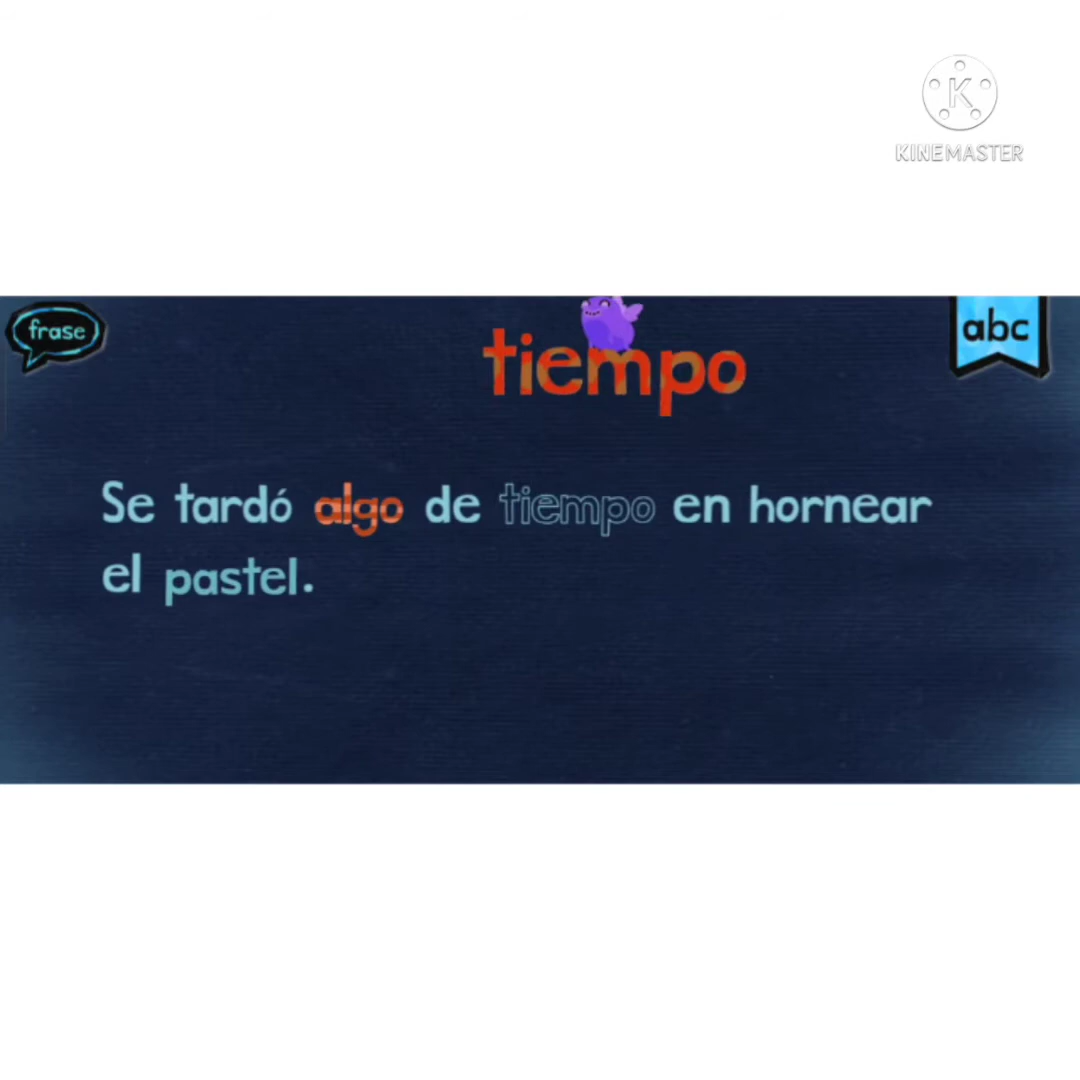 KINEMASTER
frase
tiempo
abc
Se tardó algo de tiempo en hornear
el pastel.